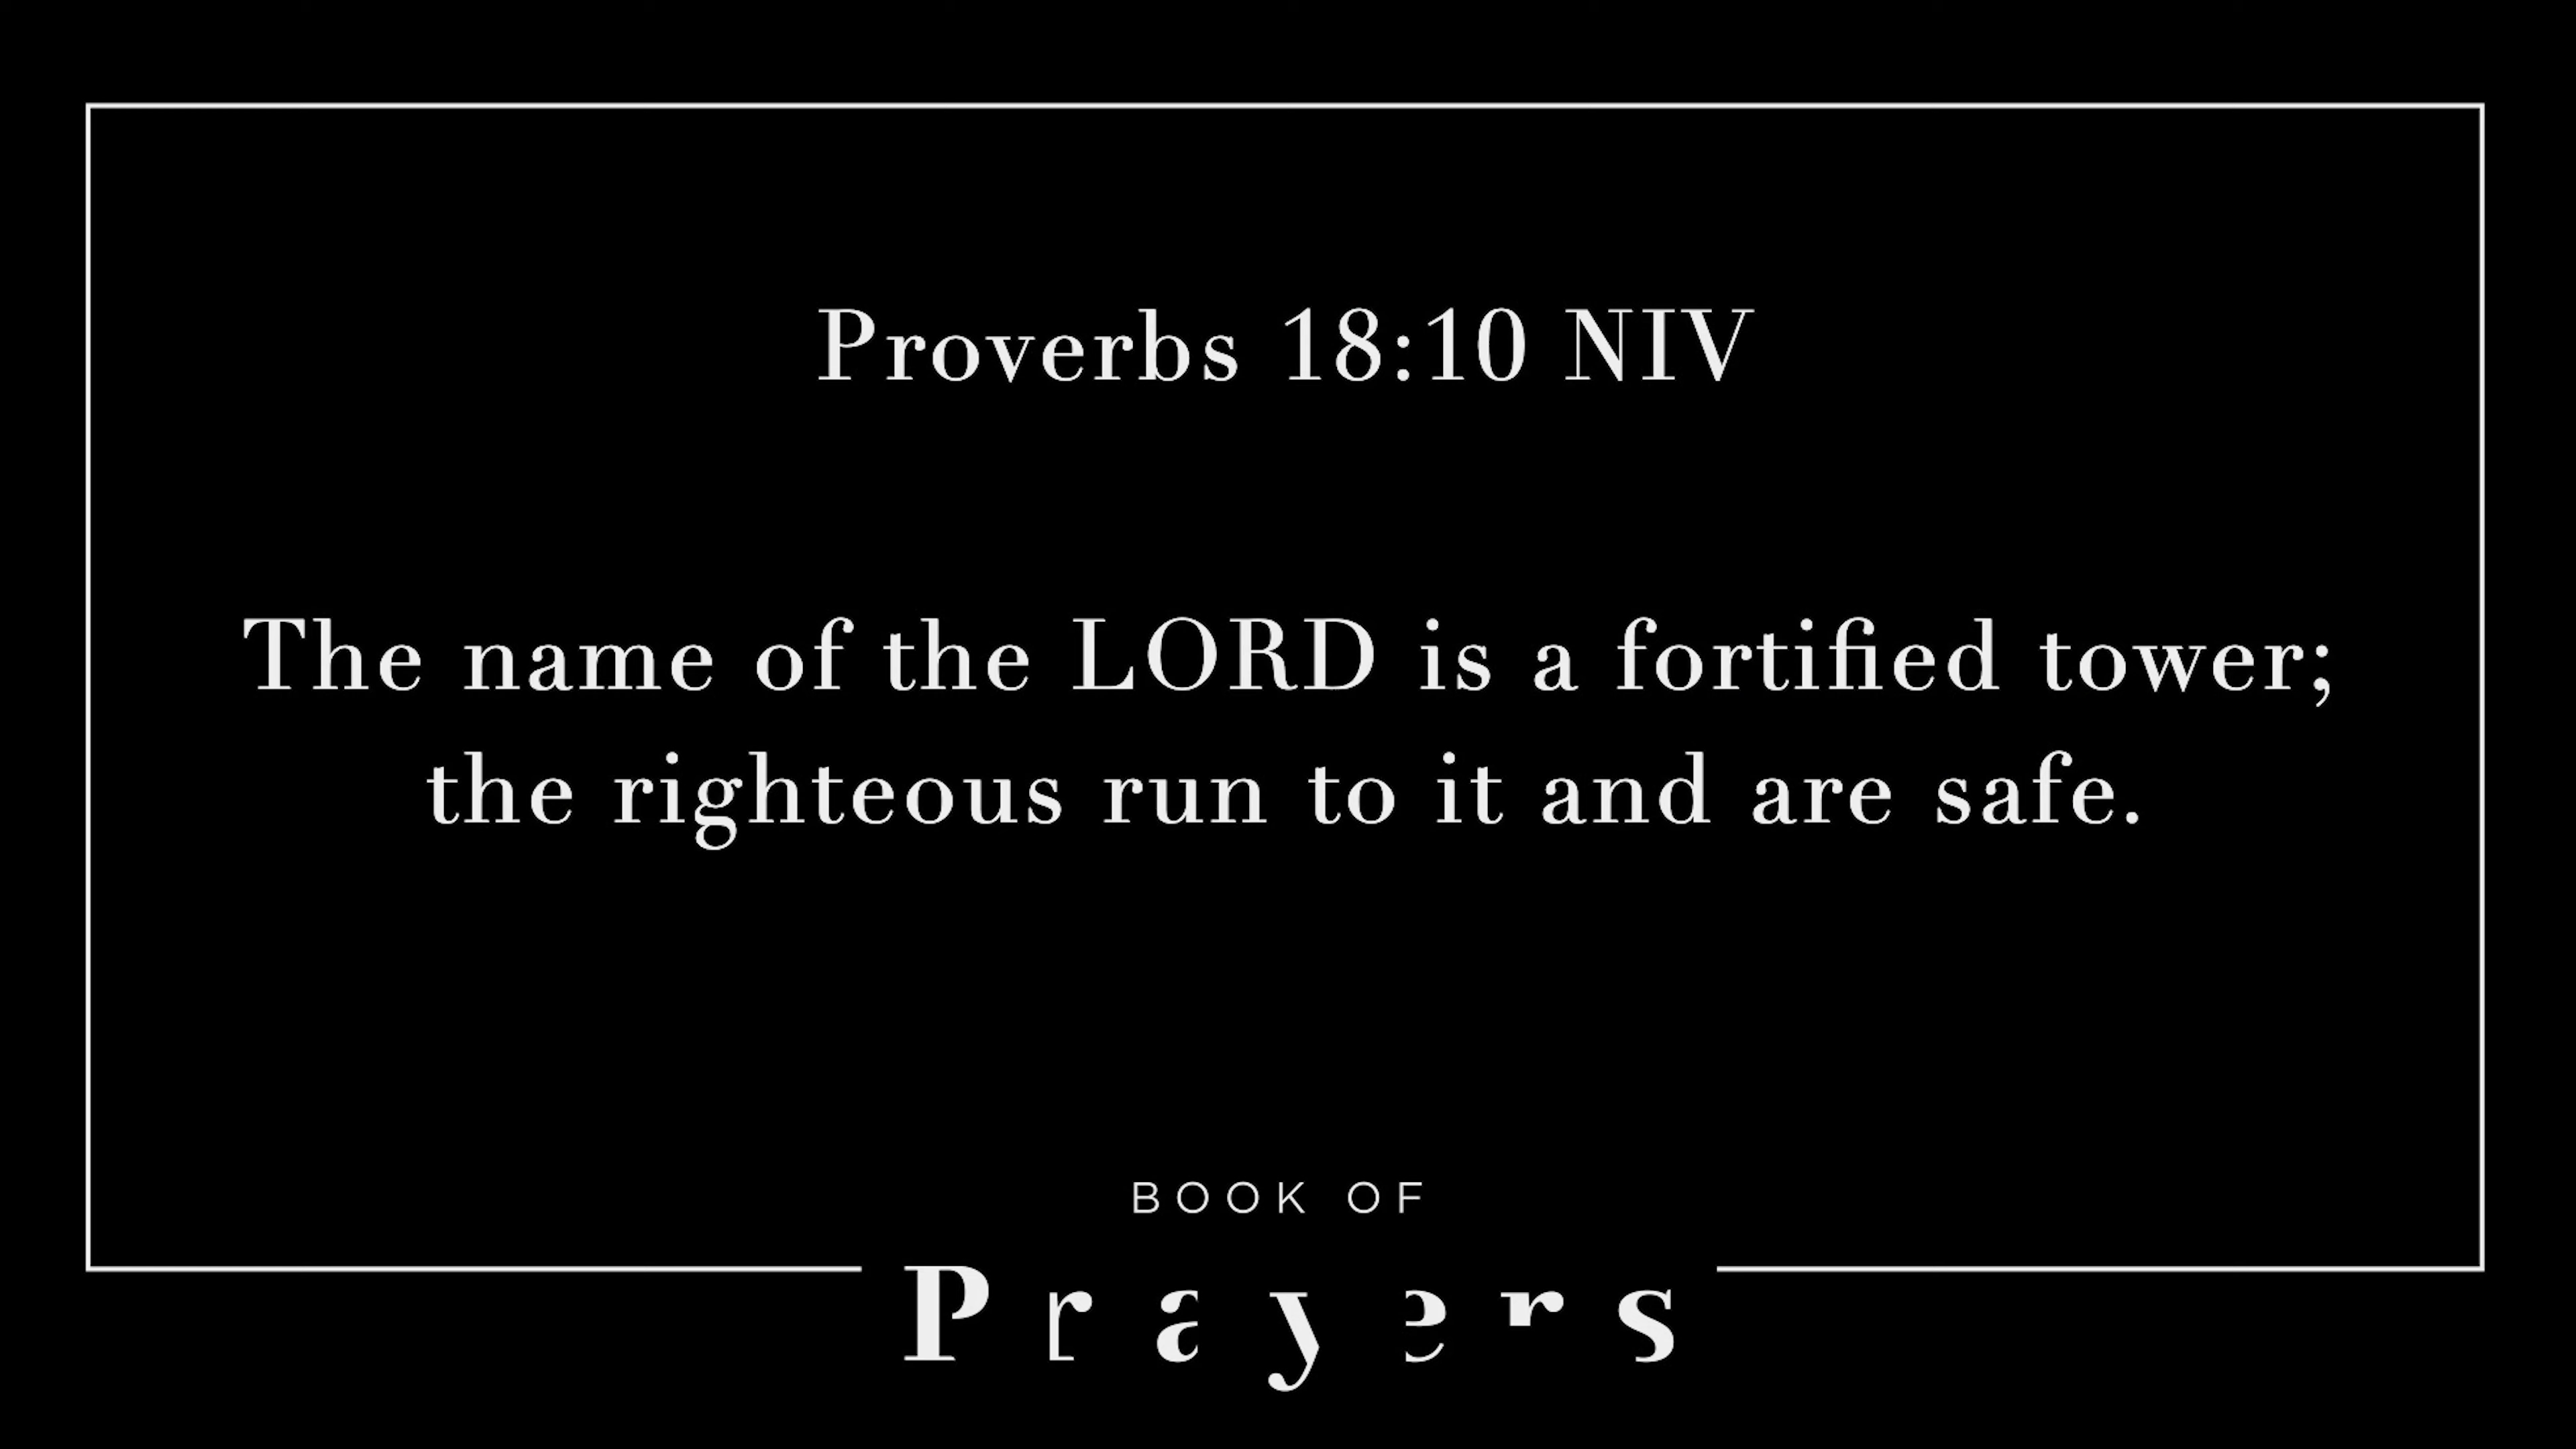 Proverbs 18:10 NIV
The name of the LORD is a fortified tower;
the righteous run to it and are safe.
BOOK OF
Prayers